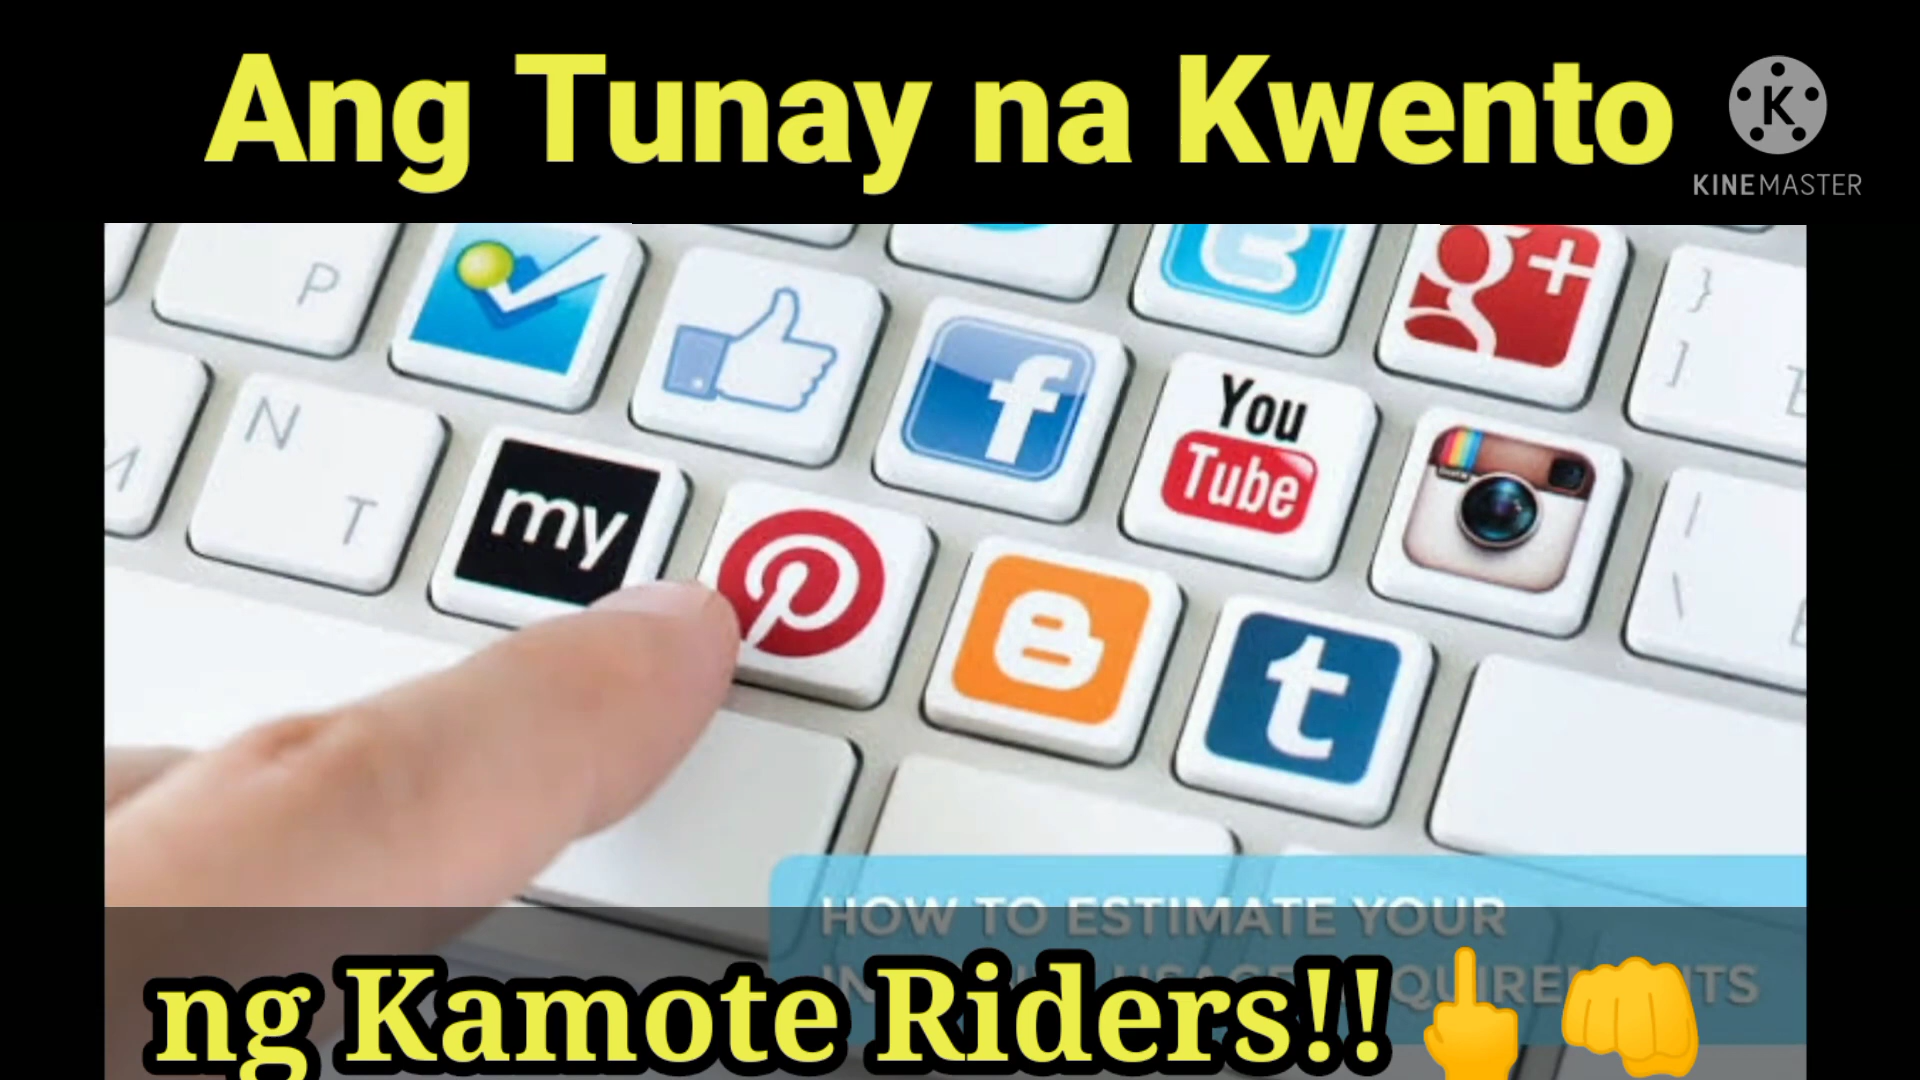 Ang Tunay na Kwento
K
KINEMASTER
P
g+
}
]
N
f
You
Tube
my
T
t
HOW TO ESTIMATE YOUR
ng Kamote Riders!!